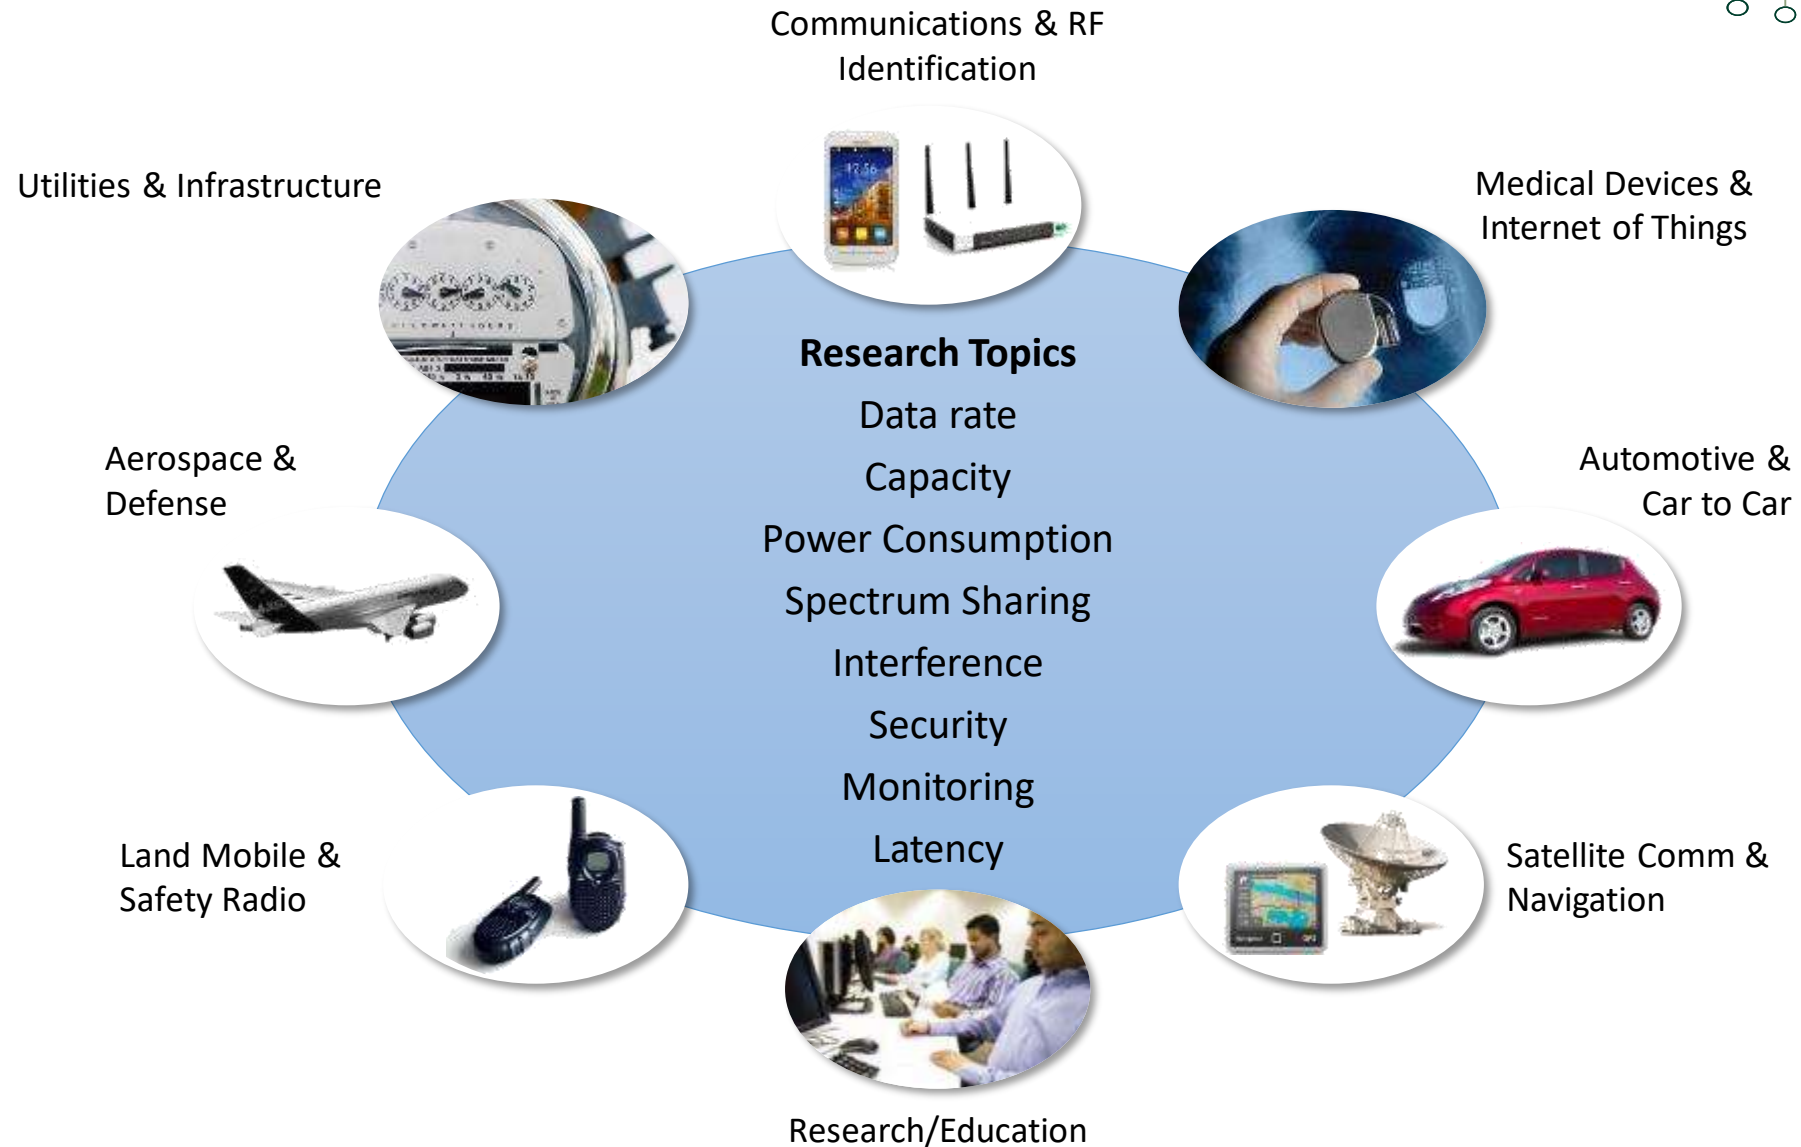 Communications & RF
Identification
Utilities & Infrastructure
Medical Devices &
Internet of Things
Research Topics
Data rate
Capacity
Power Consumption
Spectrum Sharing
Interference
Security
Monitoring
Latency
Aerospace &
Defense
Automotive &
Car to Car
Land Mobile &
Safety Radio
Satellite Comm &
Navigation
Research/Education
12:56